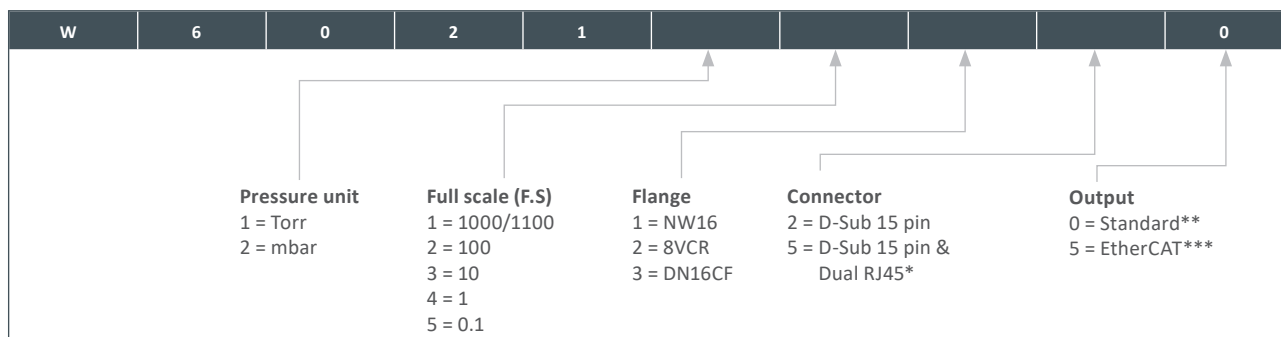 W 6 0 2 1 0
Pressure unit
1 = Torr
2 = mbar
Full scale (F.S)
1 = 1000/1100
2 = 100
3 = 10
4 = 1
5 = 0.1
Flange
1 = NW16
2 = 8VCR
3 = DN16CF
Connector
2 = D-Sub 15 pin
5 = D-Sub 15 pin &
Dual RJ45*
Output
0 = Standard**
5 = EtherCAT***